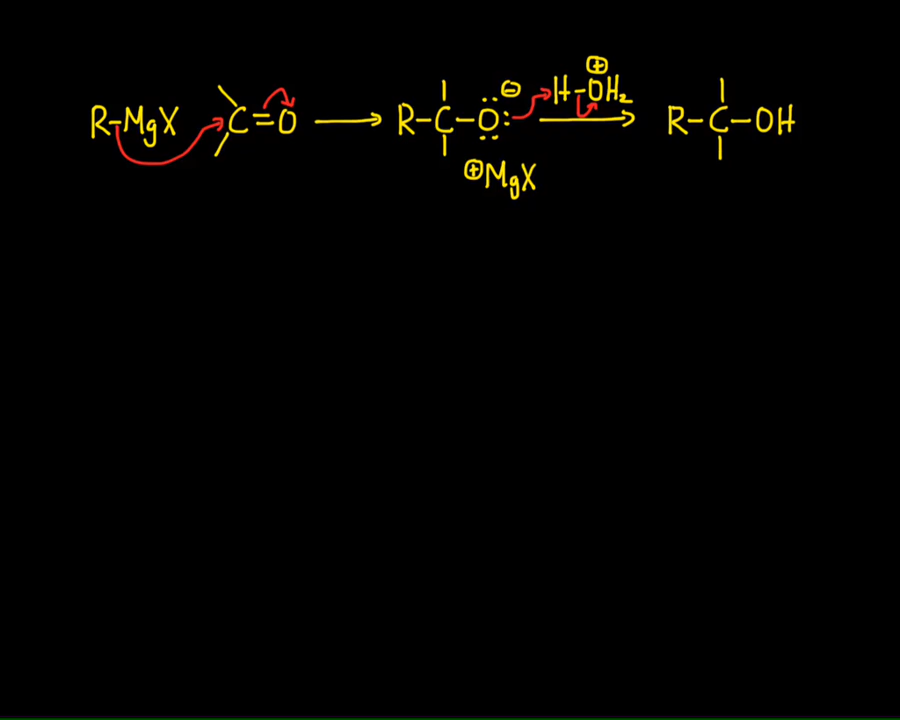 R-MgX C=O → R-C-O:⊖ H-OH₂⊕ → R-C-OH
⊕MgX